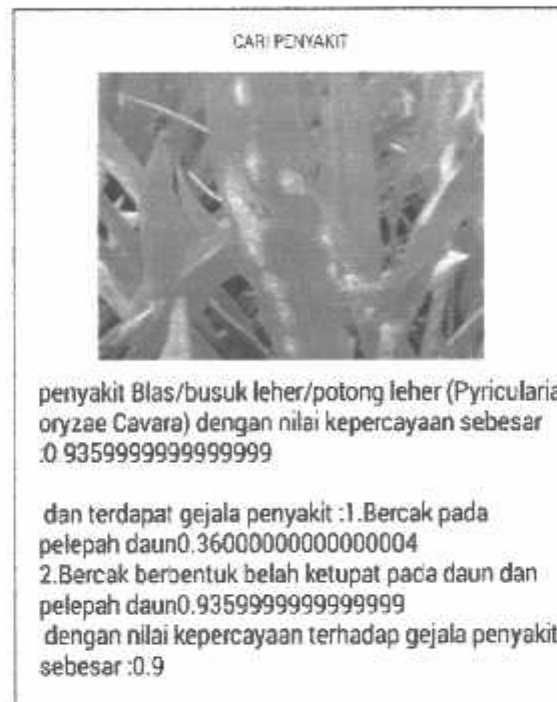 CARI PENYAKIT
penyakit Blas/busuk leher/potong leher (Pyricularia
oryzae Cavara) dengan nilai kepercayaan sebesar
:0 9359999999999999
dan terdapat gejala penyakit :1.Bercak pada
pelepah daun0.36000000000000004
2.Bercak berbentuk belah ketupat pada daun dan
pelepah daun0.9359999999999999
dengan nilai kepercayaan terhadap gejala penyakit
sebesar :0.9